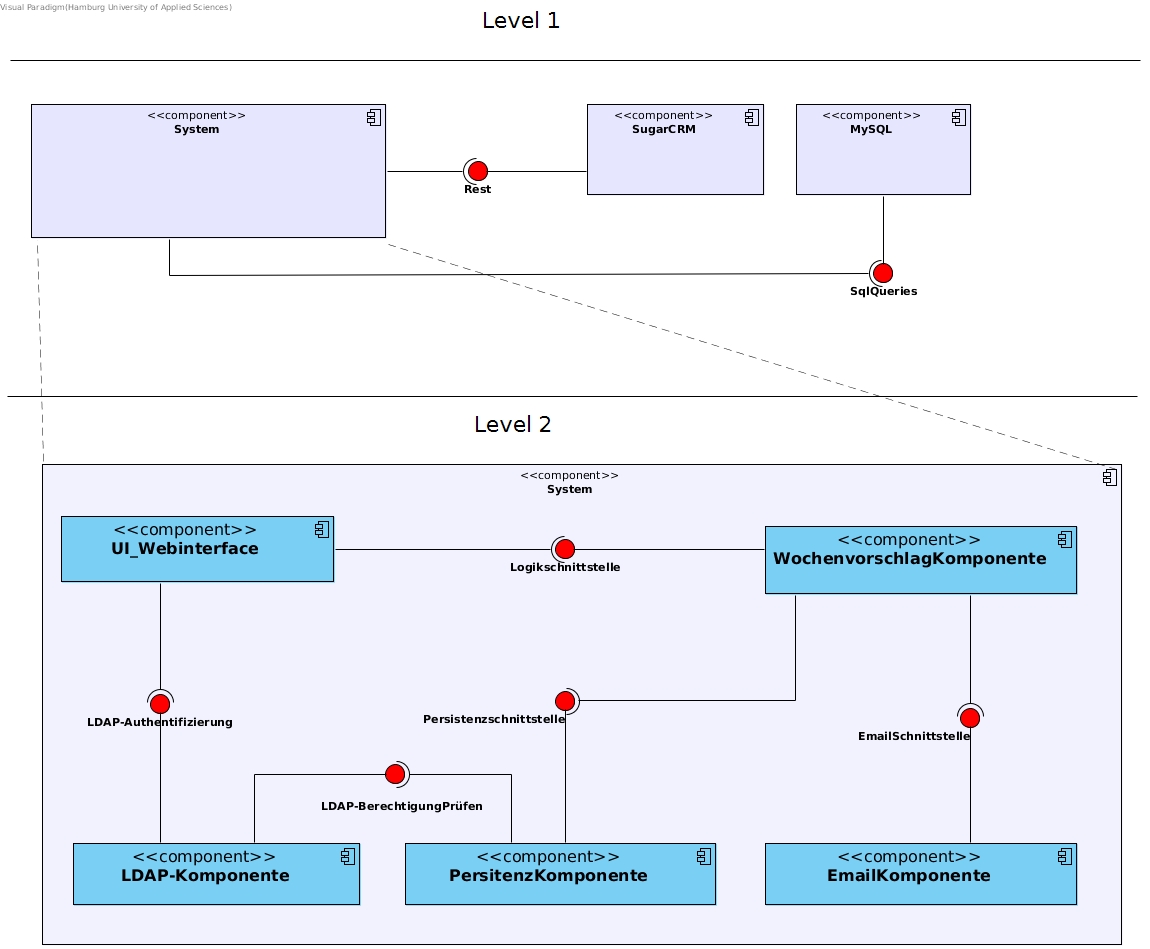 Visual Paradigm(Hamburg University of Applied Sciences)
Level 1
<<component>>
System
<<component>>
SugarCRM
<<component>>
MySQL
Rest
SqlQueries
Level 2
<<component>>
System
<<component>>
UI_Webinterface
<<component>>
WochenvorschlagKomponente
Logikschnittstelle
LDAP-Authentifizierung
Persistenzschnittstelle
EmailSchnittstelle
LDAP-BerechtigungPrüfen
<<component>>
LDAP-Komponente
<<component>>
PersitenzKomponente
<<component>>
EmailKomponente